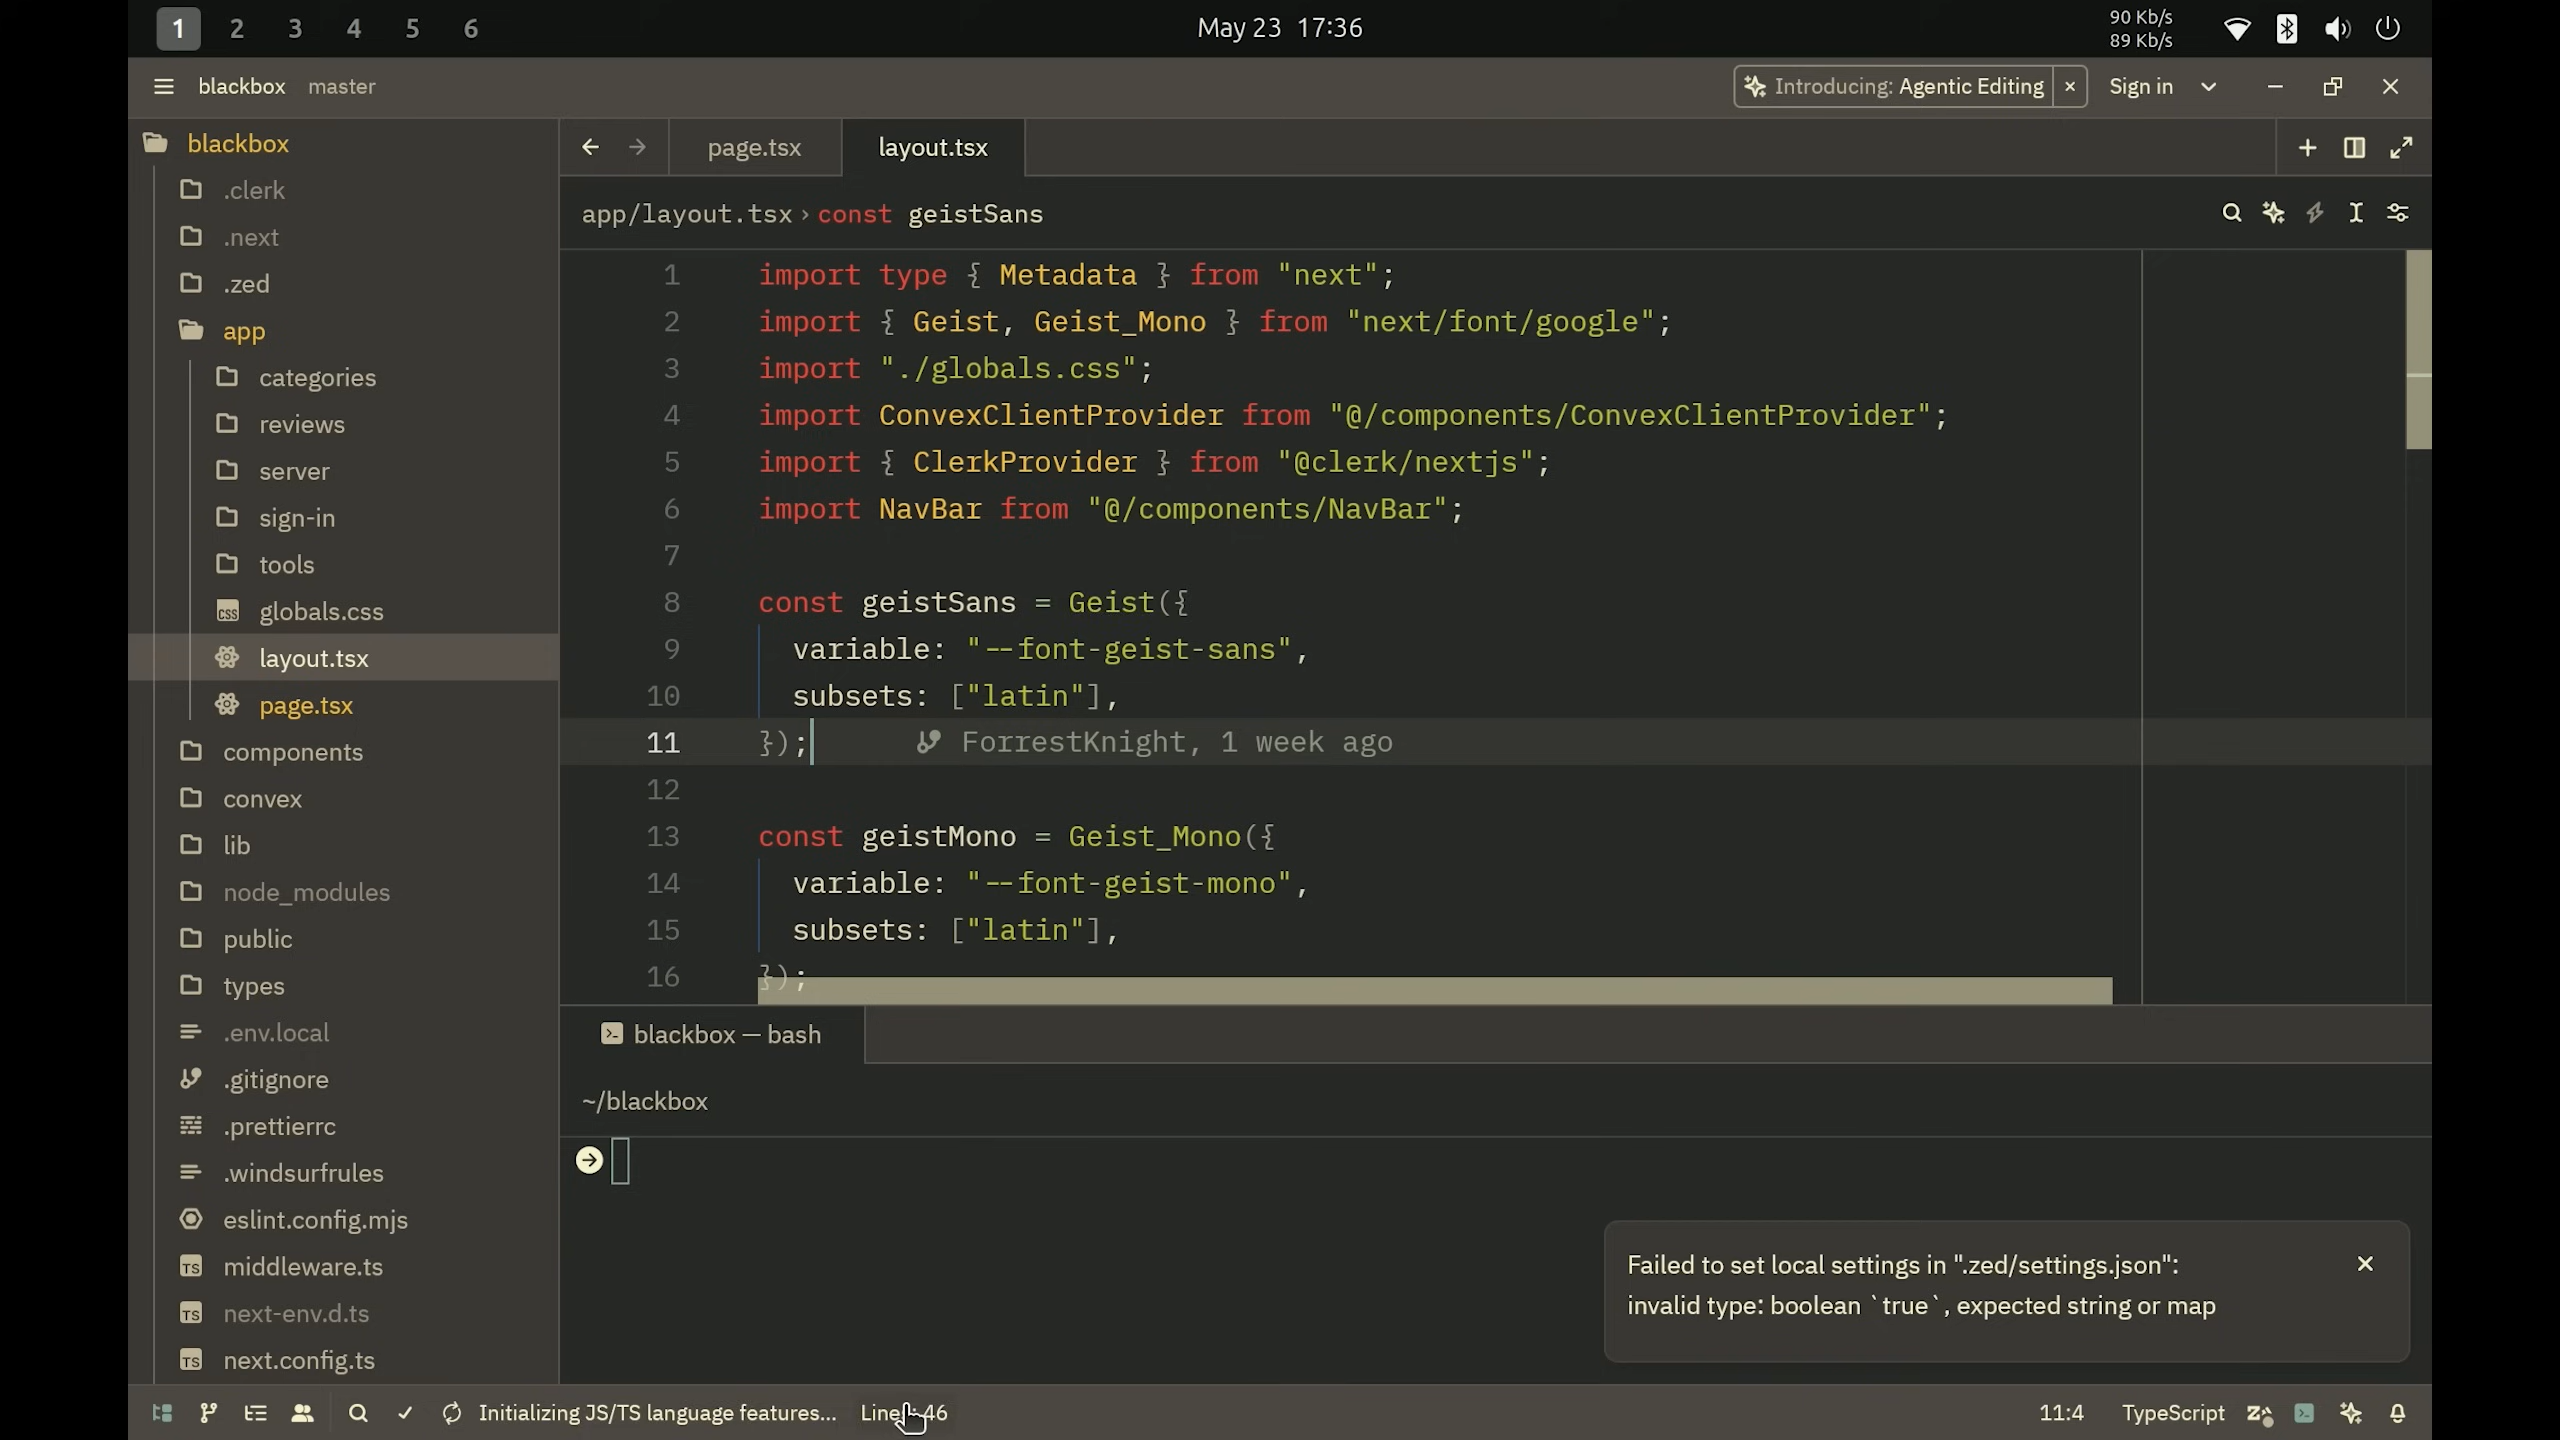 1 2 3 4 5 6
May 23 17:36
90 Kb/s
89 Kb/s
blackbox master
Introducing: Agentic Editing
Sign in
blackbox
.clerk
.next
.zed
app
categories
reviews
server
sign-in
tools
globals.css
layout.tsx
page.tsx
components
convex
lib
node_modules
public
types
.env.local
.gitignore
.prettierrc
.windsurfrules
eslint.config.mjs
middleware.ts
next-env.d.ts
next.config.ts
page.tsx layout.tsx
app/layout.tsx › const geistSans
1 import type { Metadata } from "next";
2 import { Geist, Geist_Mono } from "next/font/google";
3 import "./globals.css";
4 import ConvexClientProvider from "@/components/ConvexClientProvider";
5 import { ClerkProvider } from "@clerk/nextjs";
6 import NavBar from "@/components/NavBar";
7
8 const geistSans = Geist({
9 variable: "--font-geist-sans",
10 subsets: ["latin"],
11 }); ForrestKnight, 1 week ago
12
13 const geistMono = Geist_Mono({
14 variable: "--font-geist-mono",
15 subsets: ["latin"],
16 });
blackbox — bash
~/blackbox
Failed to set local settings in ".zed/settings.json":
invalid type: boolean `true`, expected string or map
Initializing JS/TS language features...
46
11:4 TypeScript